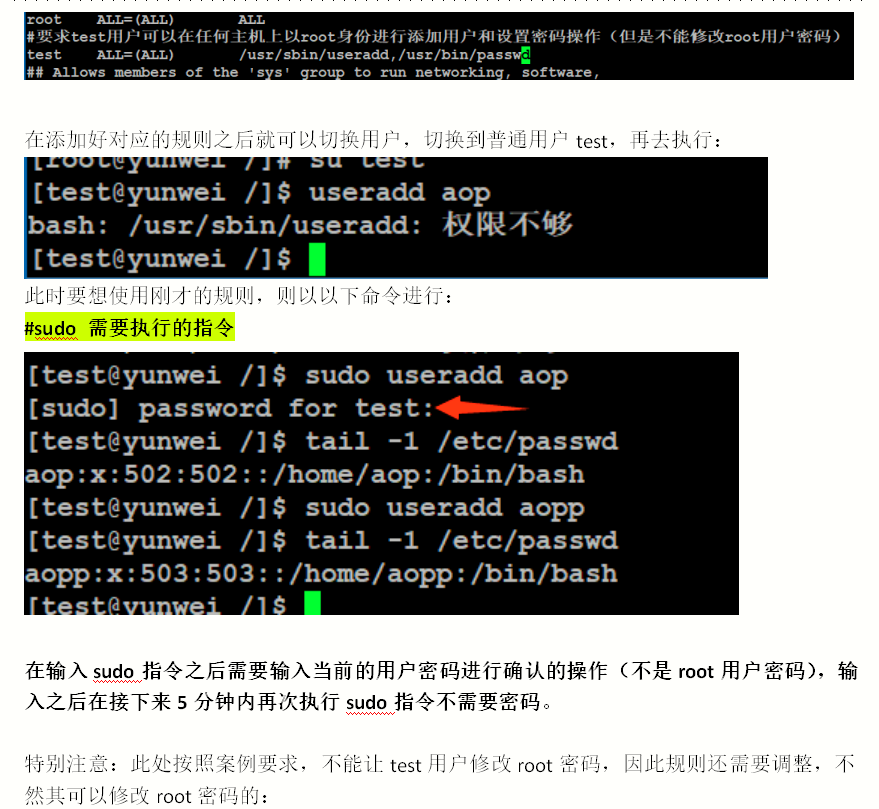 root    ALL=(ALL)       ALL
#要求test用户可以在任何主机上以root身份进行添加用户和设置密码操作（但是不能修改root用户密码）
test    ALL=(ALL)       /usr/sbin/useradd,/usr/bin/passwd
## Allows members of the 'sys' group to run networking, software,
在添加好对应的规则之后就可以切换用户，切换到普通用户 test，再去执行：
[root@yunwei /]# su test
[test@yunwei /]$ useradd aop
bash: /usr/sbin/useradd: 权限不够
[test@yunwei /]$
此时要想使用刚才的规则，则以以下命令进行：
#sudo 需要执行的指令
[test@yunwei /]$ sudo useradd aop
[sudo] password for test:
[test@yunwei /]$ tail -1 /etc/passwd
aop:x:502:502::/home/aop:/bin/bash
[test@yunwei /]$ sudo useradd aopp
[test@yunwei /]$ tail -1 /etc/passwd
aopp:x:503:503::/home/aopp:/bin/bash
[test@yunwei /]$
在输入 sudo 指令之后需要输入当前的用户密码进行确认的操作（不是 root 用户密码），输
入之后在接下来 5 分钟内再次执行 sudo 指令不需要密码。
特别注意：此处按照案例要求，不能让 test 用户修改 root 密码，因此规则还需要调整，不
然其可以修改 root 密码的：